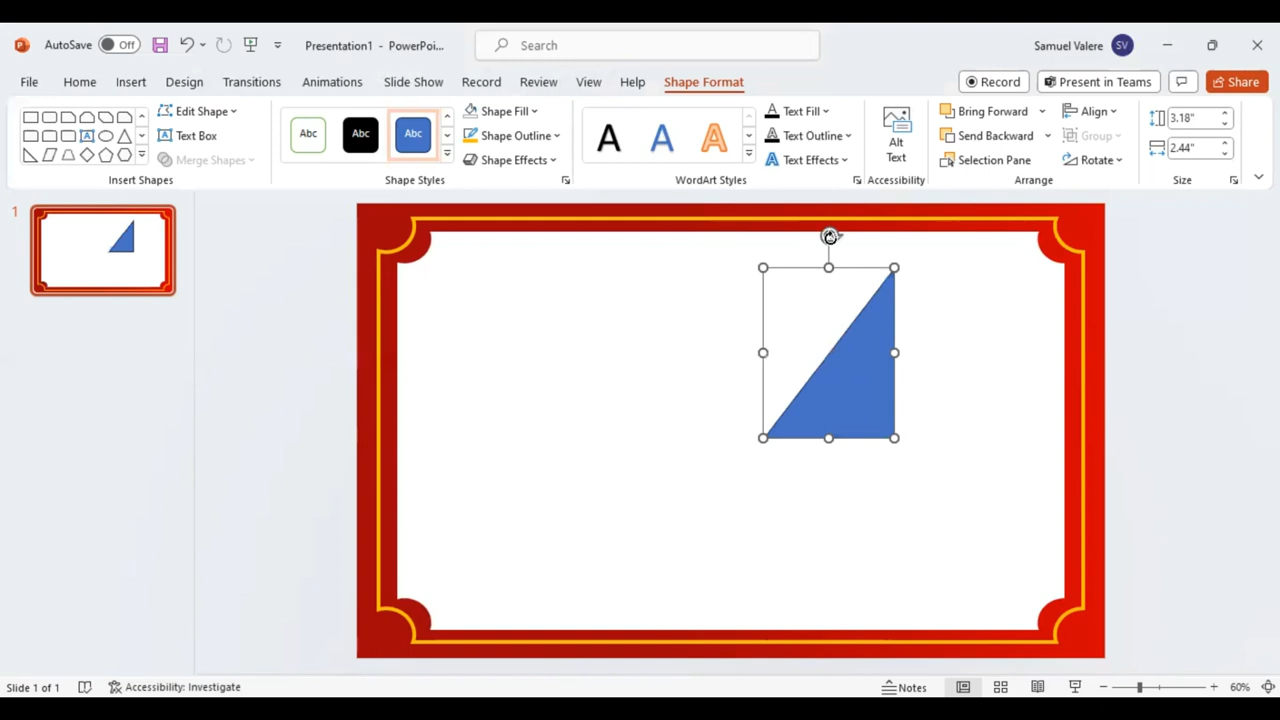 AutoSave Off Presentation1 - PowerPoi... Search Samuel Valere SV
File Home Insert Design Transitions Animations Slide Show Record Review View Help Shape Format Record Present in Teams Share
Edit Shape Text Box Merge Shapes
Insert Shapes
Abc Abc Abc
Shape Fill Shape Outline Shape Effects
Shape Styles
A A A
Text Fill Text Outline Text Effects
WordArt Styles
Alt
Text
Accessibility
Bring Forward Align
Send Backward Group
Selection Pane Rotate
Arrange
3.18"
2.44"
Size
1
Slide 1 of 1 Accessibility: Investigate Notes 60%